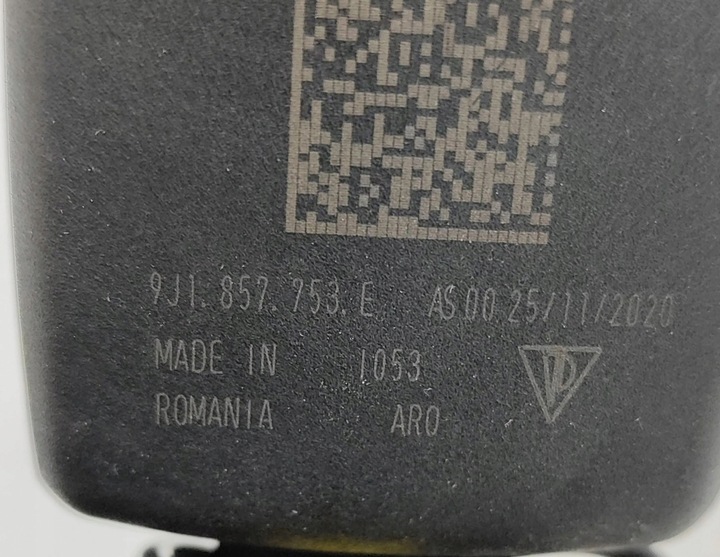 9J1.857.753.E AS00 25/11/2020
MADE IN 1053
ROMANIA ARO